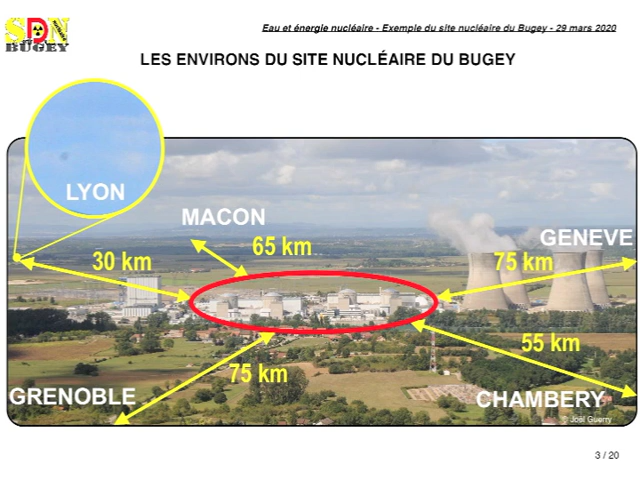 SDN
BUGEY
Eau et énergie nucléaire - Exemple du site nucléaire du Bugey - 29 mars 2020
LES ENVIRONS DU SITE NUCLÉAIRE DU BUGEY
LYON
MACON
GENEVE
30 km
65 km
75 km
55 km
75 km
GRENOBLE
CHAMBERY
© Joël Guerry
3 / 20